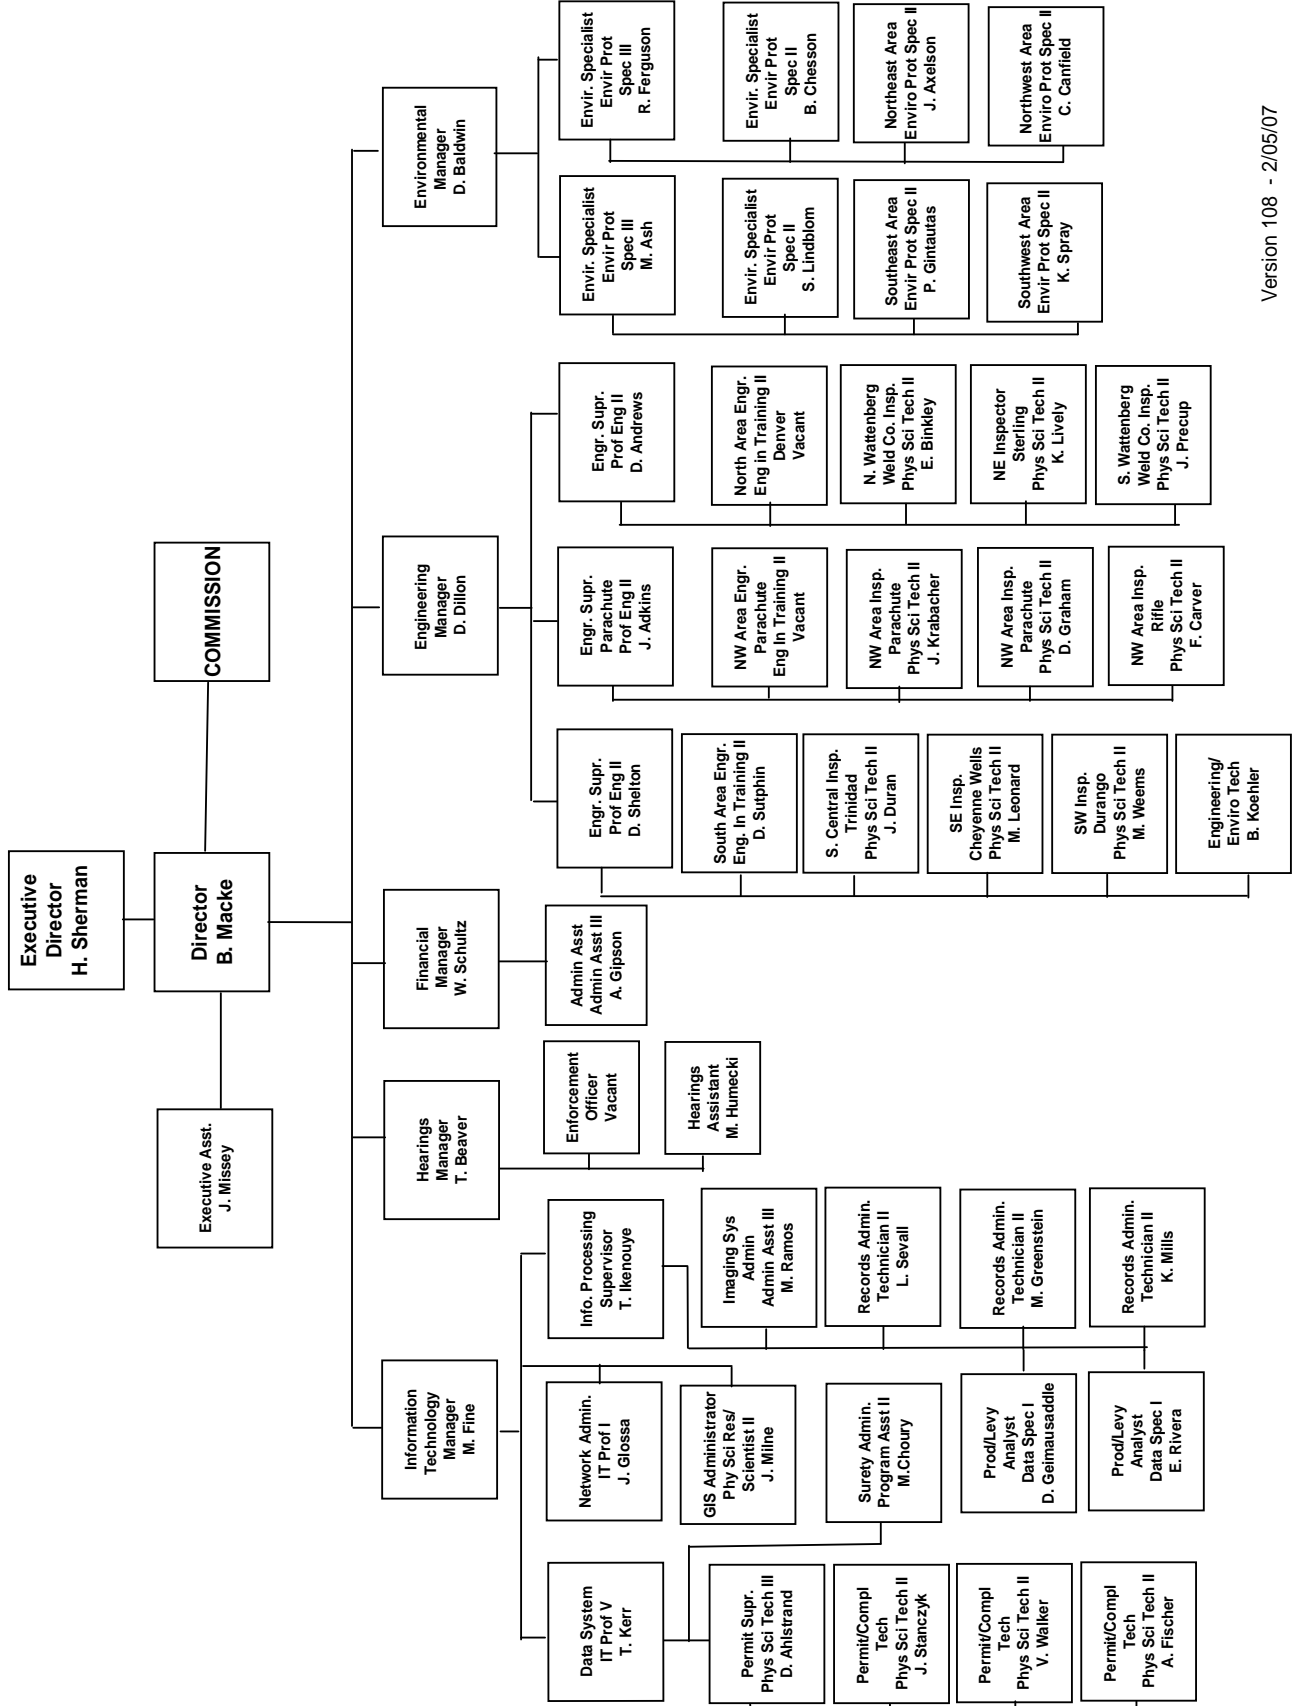 Executive
Director
H. Sherman
Director
B. Macke
COMMISSION
Executive Asst.
J. Missey
Information
Technology
Manager
M. Fine
Hearings
Manager
T. Beaver
Financial
Manager
W. Schultz
Engineering
Manager
D. Dillon
Environmental
Manager
D. Baldwin
Data System
IT Prof V
T. Kerr
Network Admin.
IT Prof I
J. Glossa
Info. Processing
Supervisor
T. Ikenouye
GIS Administrator
Phy Sci Res/
Scientist II
J. Milne
Permit Supr.
Phys Sci Tech III
D. Ahlstrand
Permit/Compl
Tech
Phys Sci Tech II
J. Stanczyk
Permit/Compl
Tech
Phys Sci Tech II
V. Walker
Permit/Compl
Tech
Phys Sci Tech II
A. Fischer
Surety Admin.
Program Asst II
M.Choury
Prod/Levy
Analyst
Data Spec I
D. Geimausaddle
Prod/Levy
Analyst
Data Spec I
E. Rivera
Imaging Sys
Admin
Admin Asst III
M. Ramos
Records Admin.
Technician II
L. Sevall
Records Admin.
Technician II
M. Greenstein
Records Admin.
Technician II
K. Mills
Enforcement
Officer
Vacant
Hearings
Assistant
M. Humecki
Admin Asst
Admin Asst III
A. Gipson
Engr. Supr.
Prof Eng II
D. Shelton
South Area Engr.
Eng. In Training II
D. Sutphin
S. Central Insp.
Trinidad
Phys Sci Tech II
J. Duran
SE Insp.
Cheyenne Wells
Phys Sci Tech II
M. Leonard
SW Insp.
Durango
Phys Sci Tech II
M. Weems
Engineering/
Enviro Tech
B. Koehler
Engr. Supr.
Parachute
Prof Eng II
J. Adkins
NW Area Engr.
Parachute
Eng In Training II
Vacant
NW Area Insp.
Parachute
Phys Sci Tech II
J. Krabacher
NW Area Insp.
Parachute
Phys Sci Tech II
D. Graham
NW Area Insp.
Rifle
Phys Sci Tech II
F. Carver
Engr. Supr.
Prof Eng II
D. Andrews
North Area Engr.
Eng in Training II
Denver
Vacant
N. Wattenberg
Weld Co. Insp.
Phys Sci Tech II
E. Binkley
NE Inspector
Sterling
Phys Sci Tech II
K. Lively
S. Wattenberg
Weld Co. Insp.
Phys Sci Tech II
J. Precup
Envir. Specialist
Envir Prot
Spec III
M. Ash
Envir. Specialist
Envir Prot
Spec II
S. Lindblom
Southeast Area
Envir Prot Spec II
P. Gintautas
Southwest Area
Envir Prot Spec II
K. Spray
Envir. Specialist
Envir Prot
Spec III
R. Ferguson
Envir. Specialist
Envir Prot
Spec II
B. Chesson
Northeast Area
Enviro Prot Spec II
J. Axelson
Northwest Area
Enviro Prot Spec II
C. Canfield
Version 108 - 2/05/07